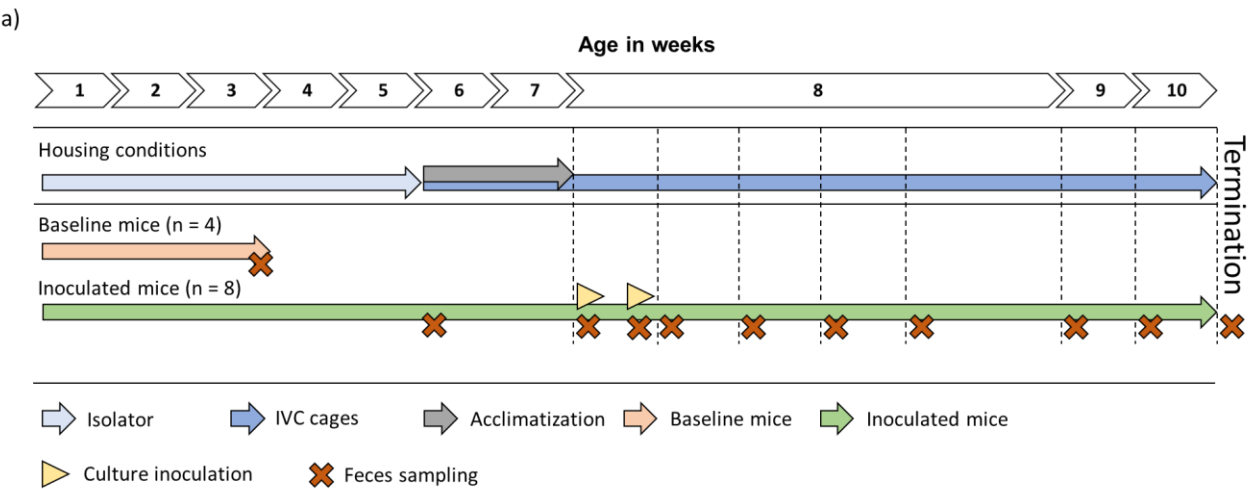 a)
Age in weeks
1 2 3 4 5 6 7 8 9 10
Housing conditions
Baseline mice (n = 4)
Inoculated mice (n = 8)
Termination
Isolator IVC cages Acclimatization Baseline mice Inoculated mice
Culture inoculation Feces sampling